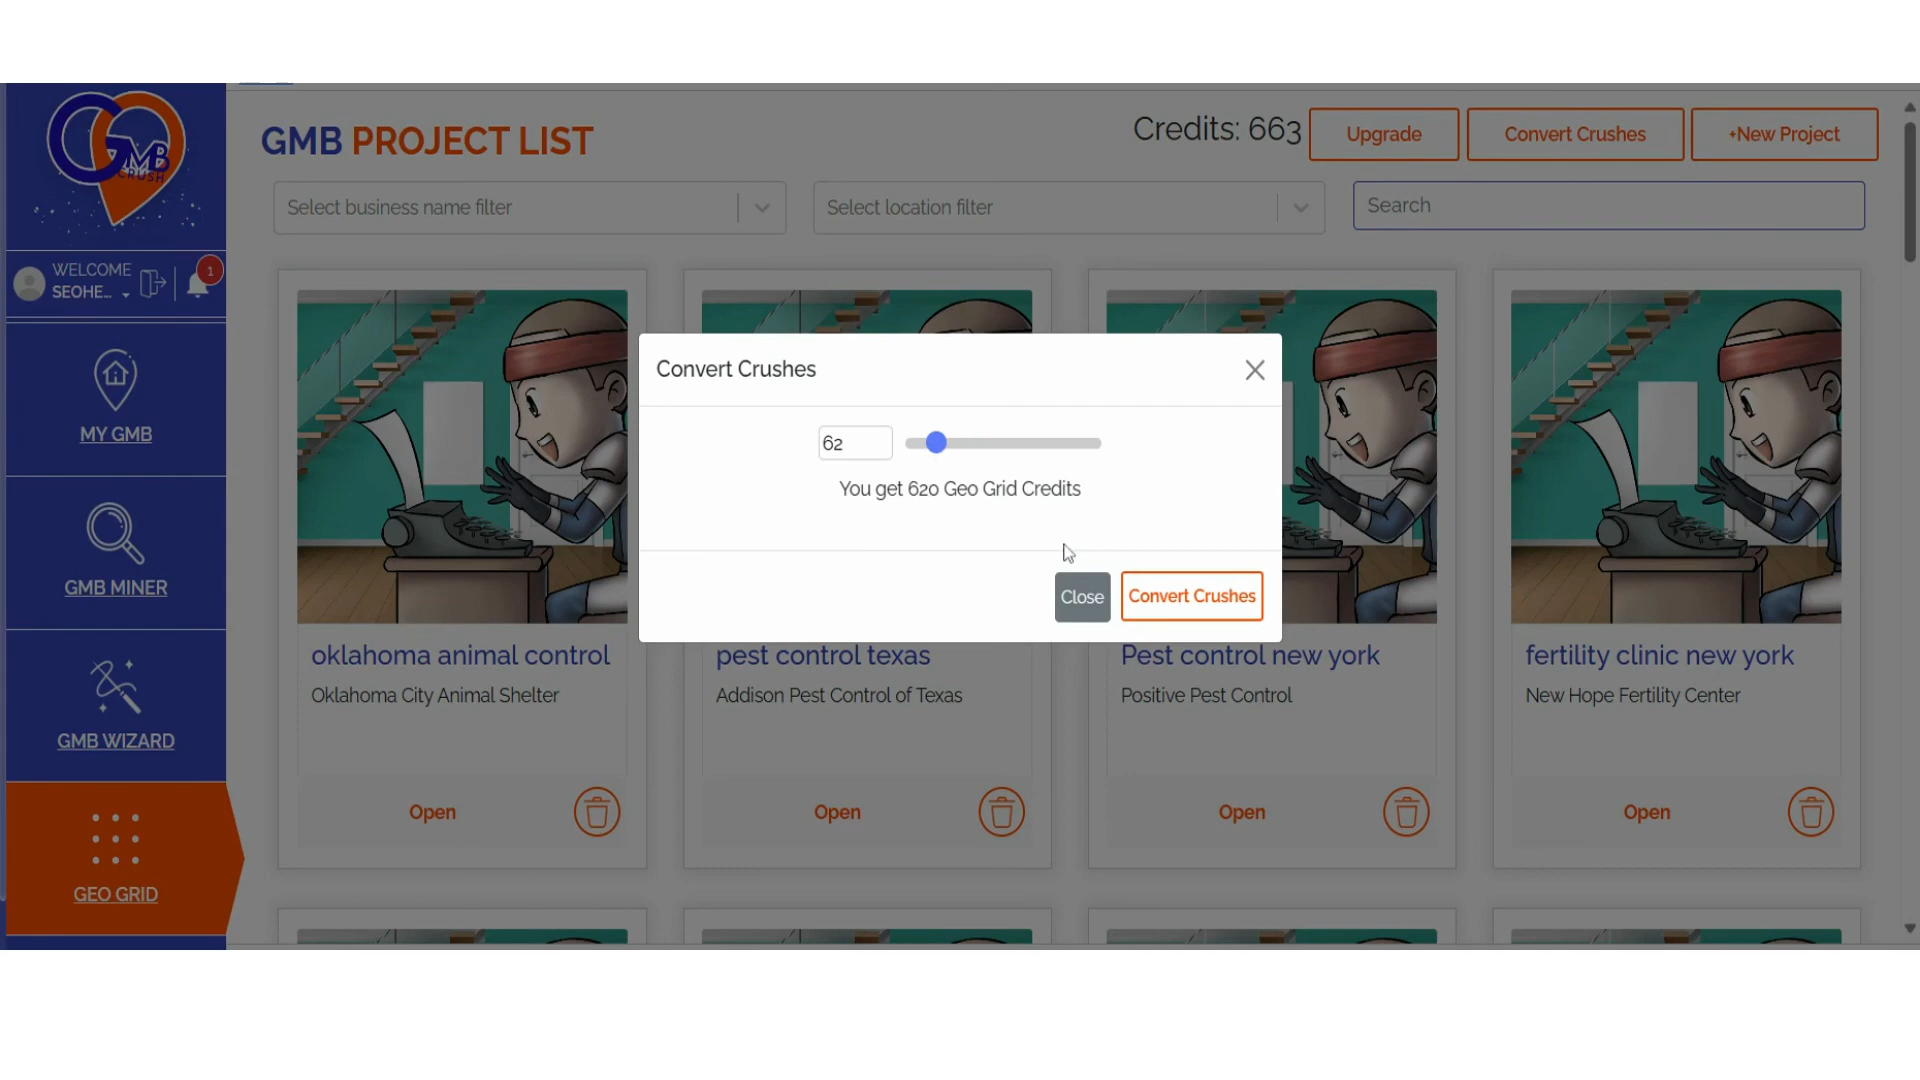 GMB
CRUSH
GMB PROJECT LIST
Credits: 663
Upgrade
Convert Crushes
+New Project
Select business name filter
Select location filter
Search
WELCOME
SEOHE...
1
MY GMB
GMB MINER
GMB WIZARD
GEO GRID
Convert Crushes
62
You get 620 Geo Grid Credits
Close
Convert Crushes
oklahoma animal control
Oklahoma City Animal Shelter
Open
pest control texas
Addison Pest Control of Texas
Open
Pest control new york
Positive Pest Control
Open
fertility clinic new york
New Hope Fertility Center
Open